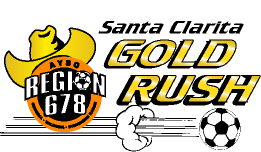 Santa Clarita
GOLD
RUSH
AYSO
REGION
678